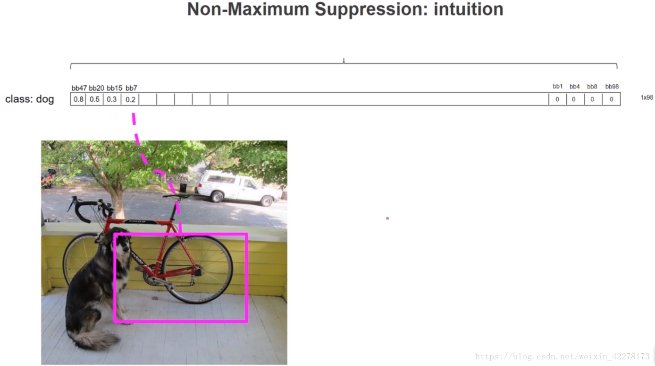 Non-Maximum Suppression: intuition
bb47 bb20 bb15 bb7 bb1 bb4 bb8 bb98
class: dog 0.8 0.5 0.3 0.2 0 0 0 0 1x98
https://blog.csdn.net/weixin_42278173